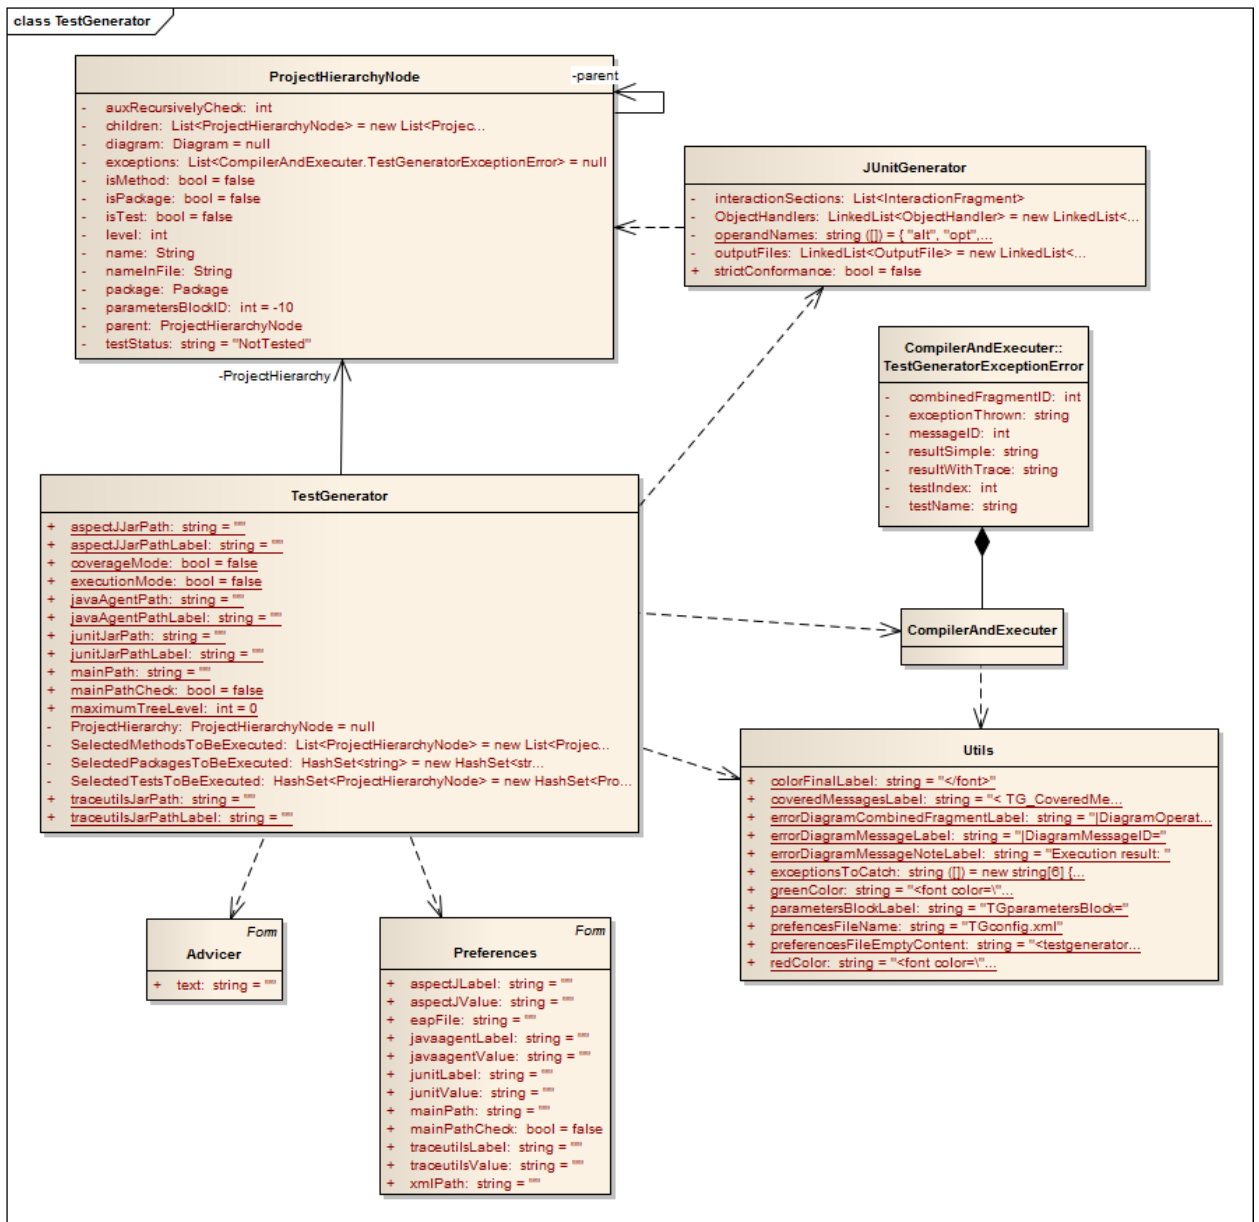 class TestGenerator
ProjectHierarchyNode
- auxRecursivelyCheck: int
- children: List<ProjectHierarchyNode> = new List<Projec...
- diagram: Diagram = null
- exceptions: List<CompilerAndExecuter.TestGeneratorExceptionError> = null
- isMethod: bool = false
- isPackage: bool = false
- isTest: bool = false
- level: int
- name: String
- nameInFile: String
- package: Package
- parametersBlockID: int = -10
- parent: ProjectHierarchyNode
- testStatus: string = "NotTested"
-parent
JUnitGenerator
- interactionSections: List<InteractionFragment>
- ObjectHandlers: LinkedList<ObjectHandler> = new LinkedList<...
- operandNames: string ([]) = { "alt", "opt",...
- outputFiles: LinkedList<OutputFile> = new LinkedList<...
+ strictConformance: bool = false
CompilerAndExecuter::
TestGeneratorExceptionError
- combinedFragmentID: int
- exceptionThrown: string
- messageID: int
- resultSimple: string
- resultWithTrace: string
- testIndex: int
- testName: string
-ProjectHierarchy
TestGenerator
+ aspectJJarPath: string = ""
+ aspectJJarPathLabel: string = ""
+ coverageMode: bool = false
+ executionMode: bool = false
+ javaAgentPath: string = ""
+ javaAgentPathLabel: string = ""
+ junitJarPath: string = ""
+ junitJarPathLabel: string = ""
+ mainPath: string = ""
+ mainPathCheck: bool = false
+ maximumTreeLevel: int = 0
- ProjectHierarchy: ProjectHierarchyNode = null
- SelectedMethodsToBeExecuted: List<ProjectHierarchyNode> = new List<Projec...
- SelectedPackagesToBeExecuted: HashSet<string> = new HashSet<str...
- SelectedTestsToBeExecuted: HashSet<ProjectHierarchyNode> = new HashSet<Pro...
+ traceutilsJarPath: string = ""
+ traceutilsJarPathLabel: string = ""
CompilerAndExecuter
Utils
+ colorFinalLabel: string = "</font>"
+ coveredMessagesLabel: string = "< TG_CoveredMe...
+ errorDiagramCombinedFragmentLabel: string = "|DiagramOperat...
+ errorDiagramMessageLabel: string = "|DiagramMessageID="
+ errorDiagramMessageNoteLabel: string = "Execution result: "
+ exceptionsToCatch: string ([]) = new string[6] {...
+ greenColor: string = "<font color=\"...
+ parametersBlockLabel: string = "TGparametersBlock="
+ prefencesFileName: string = "TGconfig.xml"
+ preferencesFileEmptyContent: string = "<testgenerator...
+ redColor: string = "<font color=\"...
Form
Advicer
+ text: string = ""
Form
Preferences
+ aspectJLabel: string = ""
+ aspectJValue: string = ""
+ eapFile: string = ""
+ javaagentLabel: string = ""
+ javaagentValue: string = ""
+ junitLabel: string = ""
+ junitValue: string = ""
+ mainPath: string = ""
+ mainPathCheck: bool = false
+ traceutilsLabel: string = ""
+ traceutilsValue: string = ""
+ xmlPath: string = ""